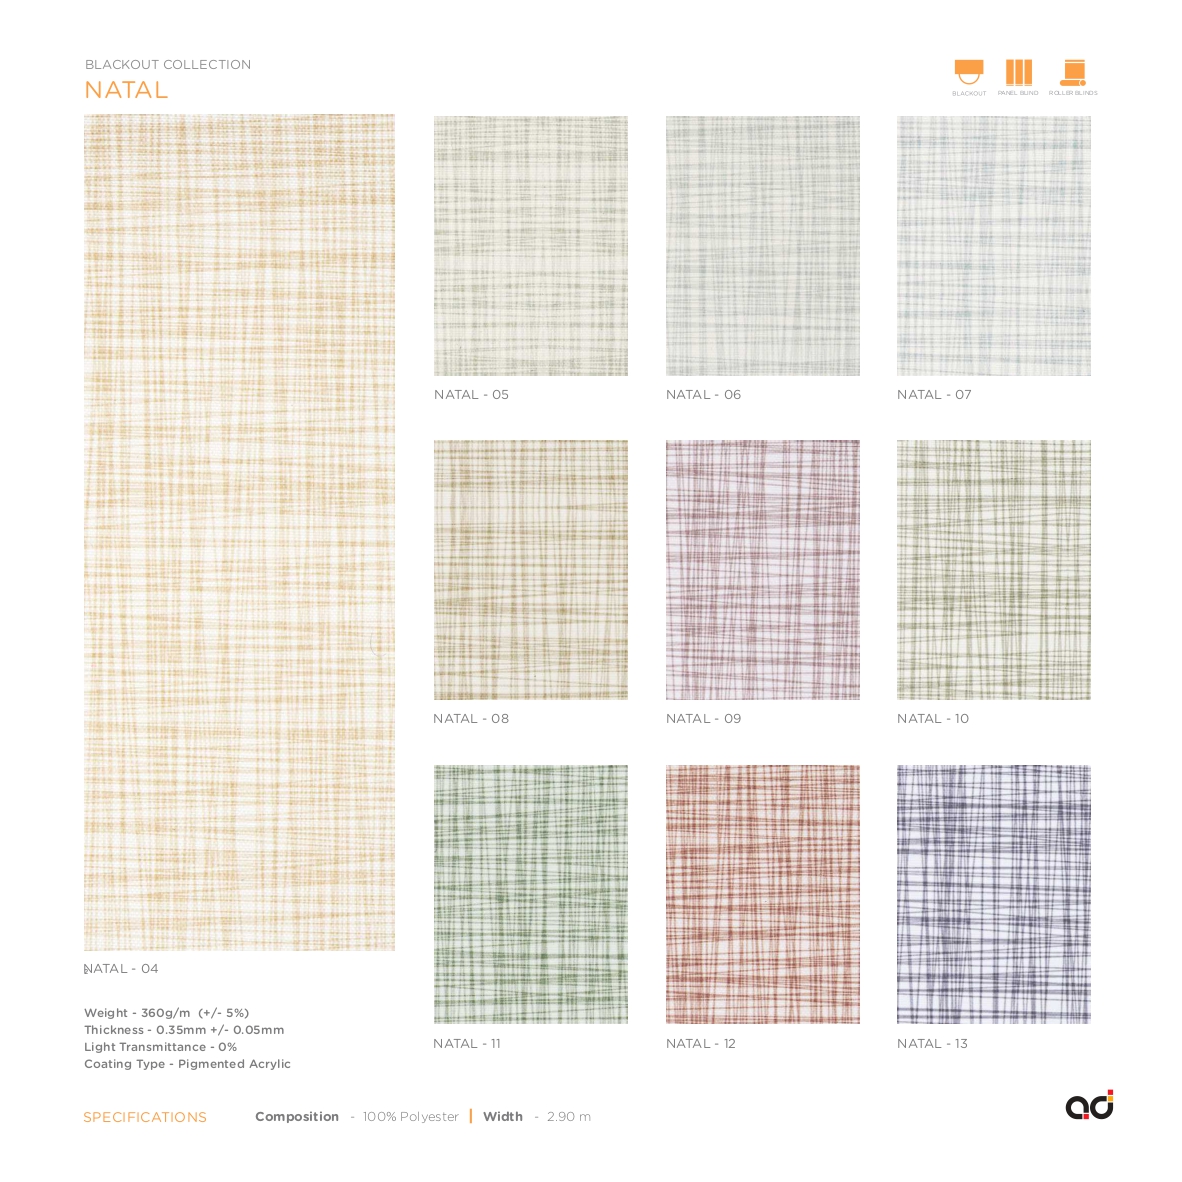 BLACKOUT COLLECTION
NATAL
BLACKOUT
PANEL BLIND
ROLLER BLINDS
NATAL - 05
NATAL - 06
NATAL - 07
NATAL - 08
NATAL - 09
NATAL - 10
NATAL - 04
NATAL - 11
NATAL - 12
NATAL - 13
Weight - 360g/m (+/- 5%)
Thickness - 0.35mm +/- 0.05mm
Light Transmittance - 0%
Coating Type - Pigmented Acrylic
SPECIFICATIONS
Composition - 100% Polyester | Width - 2.90 m
ad